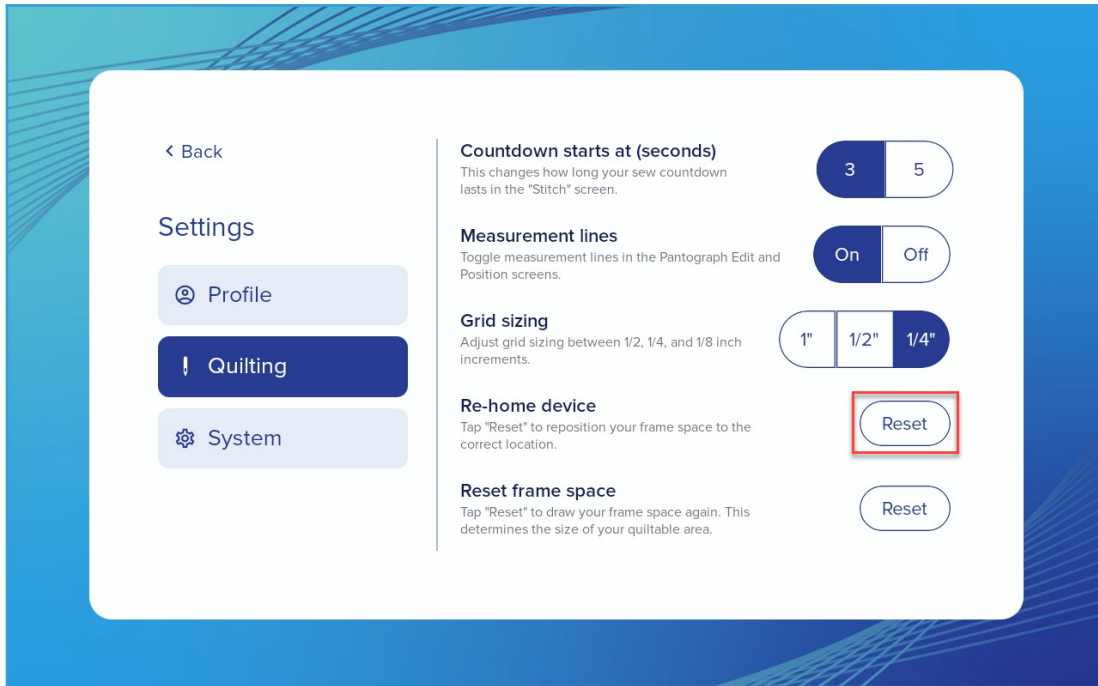 Back
Settings
Profile
Quilting
System
Countdown starts at (seconds)
This changes how long your sew countdown
lasts in the "Stitch" screen.
3 5
Measurement lines
Toggle measurement lines in the Pantograph Edit and
Position screens.
On Off
Grid sizing
Adjust grid sizing between 1/2, 1/4, and 1/8 inch
increments.
1" 1/2" 1/4"
Re-home device
Tap "Reset" to reposition your frame space to the
correct location.
Reset
Reset frame space
Tap "Reset" to draw your frame space again. This
determines the size of your quiltable area.
Reset